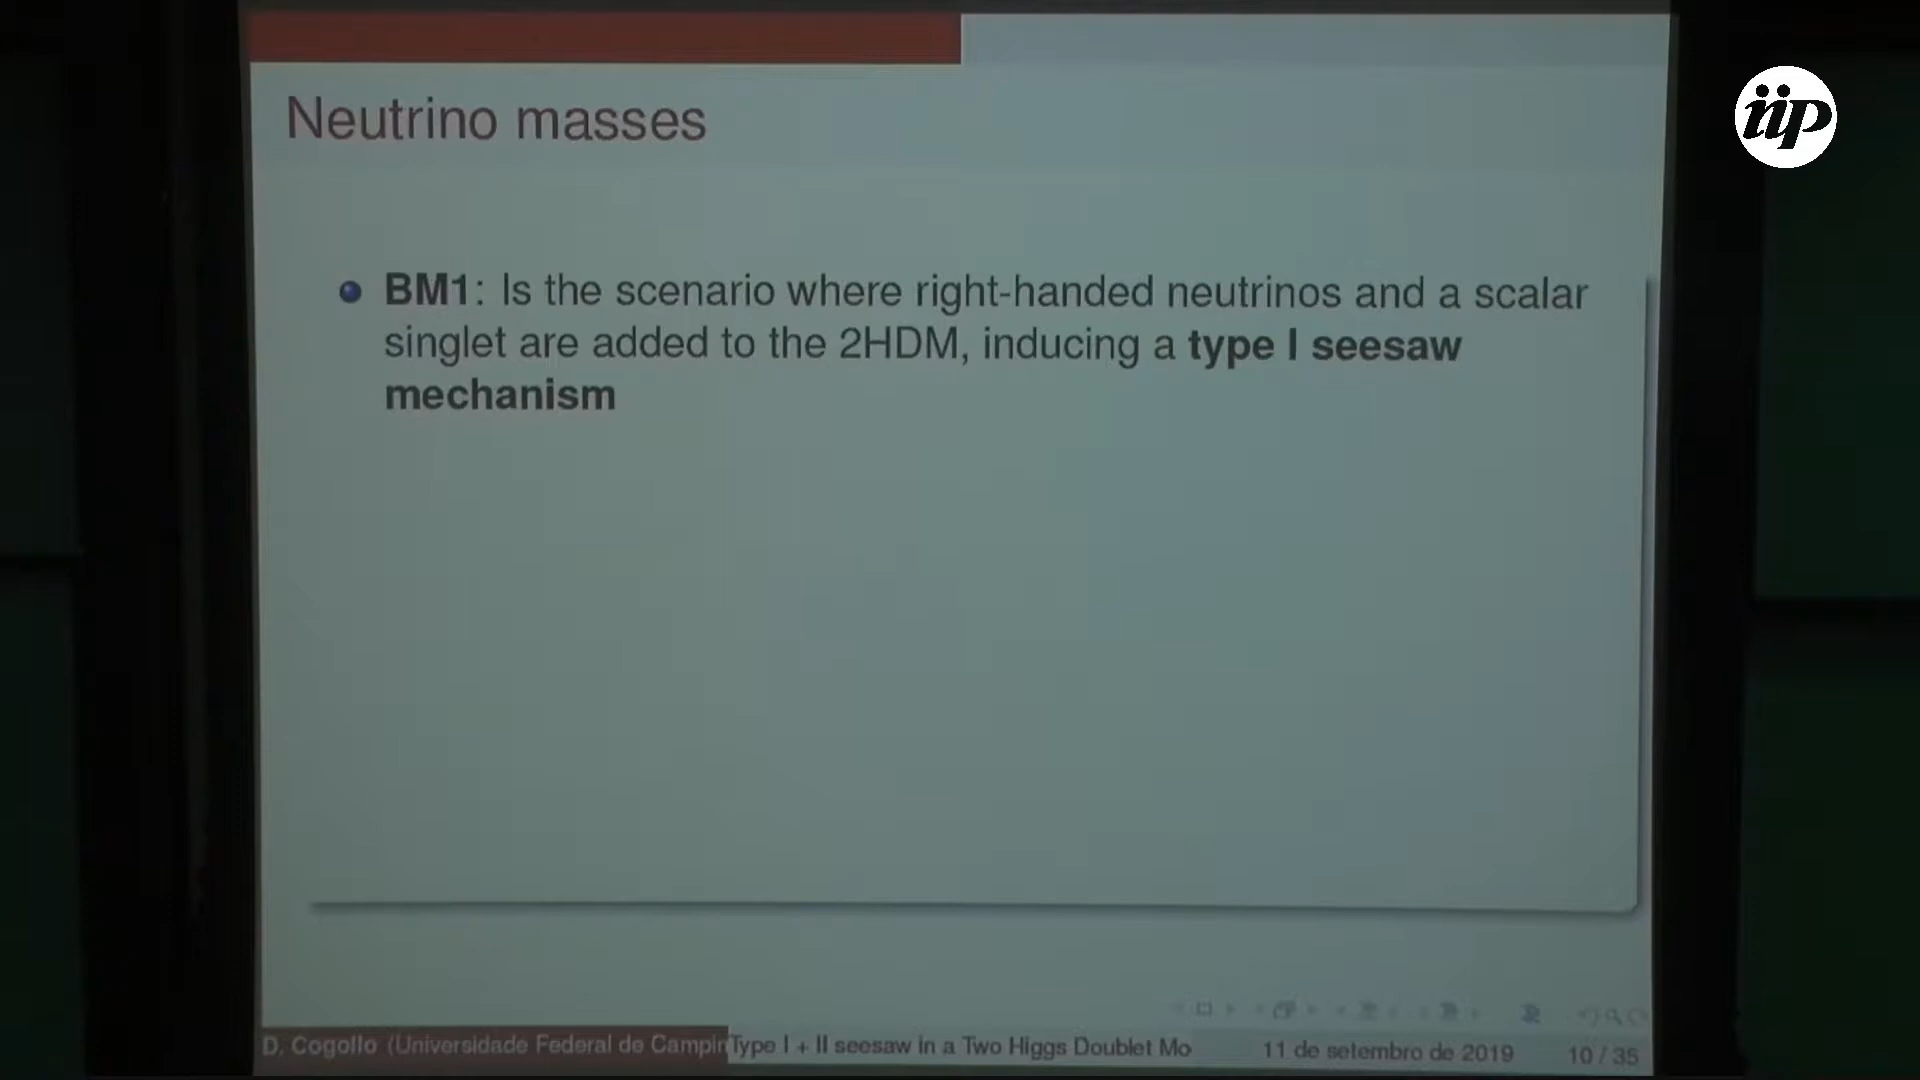 iip
Neutrino masses
BM1: Is the scenario where right-handed neutrinos and a scalar
singlet are added to the 2HDM, inducing a type I seesaw
mechanism
D. Cogollo (Universidade Federal de Campin
Type I + II seesaw in a Two Higgs Doublet Mo
11 de setembro de 2019
10 / 35